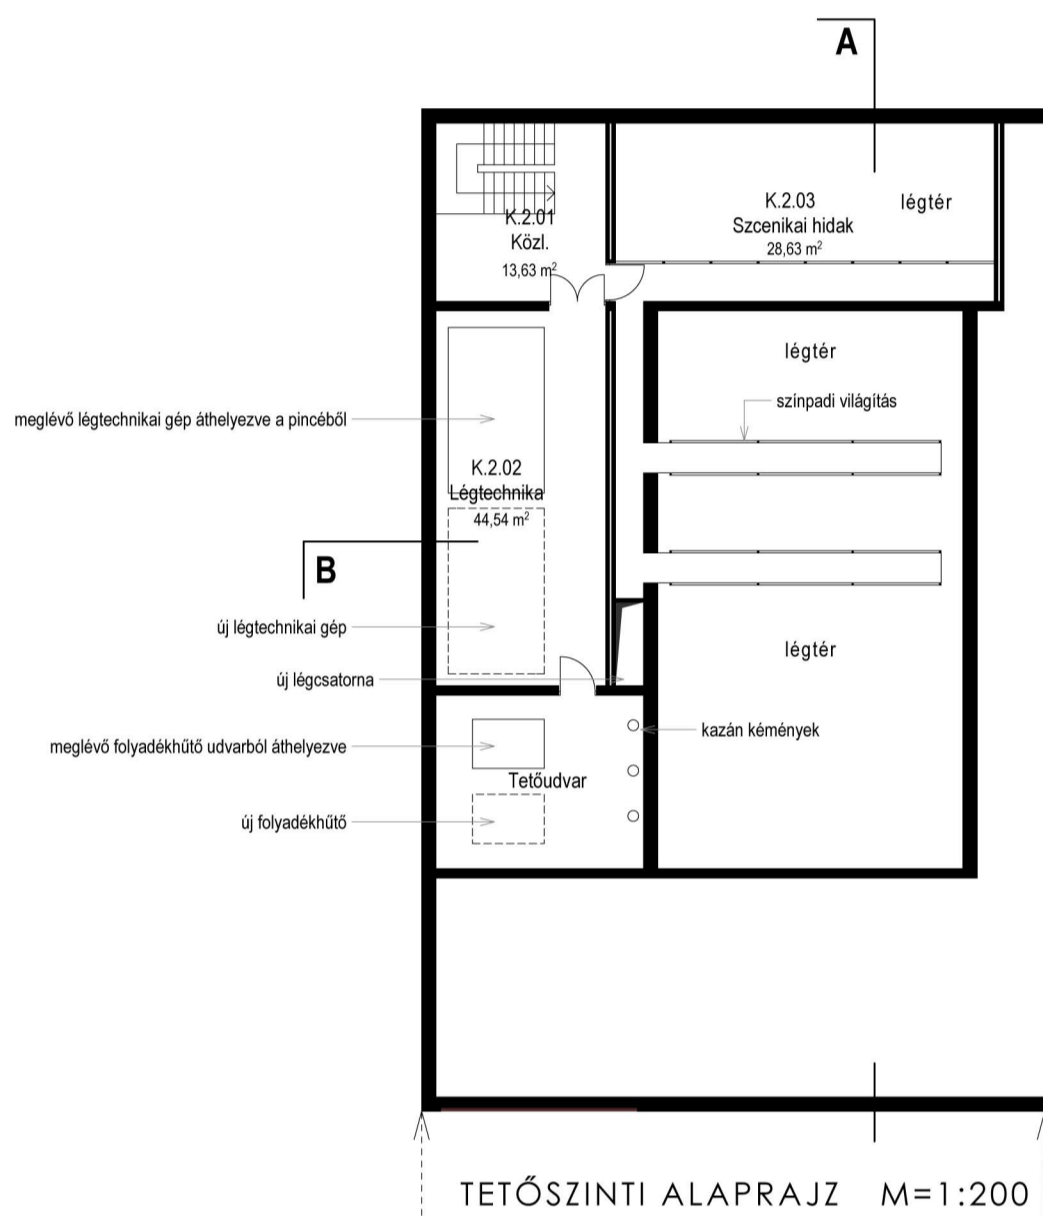 A
K.2.03
légtér
Szcenikai hidak
28,63 m²
K.2.01
Közl.
13,63 m²
légtér
színpadi világítás
meglévő légtechnikai gép áthelyezve a pincéből
K.2.02
Légtechnika
44,54 m²
B
új légtechnikai gép
légtér
új légcsatorna
kazán kémények
meglévő folyadékhűtő udvarból áthelyezve
Tetőudvar
új folyadékhűtő
TETŐSZINTI ALAPRAJZ M=1:200